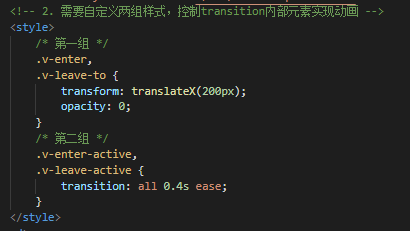 <!-- 2. 需要自定义两组样式，控制transition内部元素实现动画 -->
<style>
    /* 第一组 */
    .v-enter,
    .v-leave-to {
        transform: translateX(200px);
        opacity: 0;
    }
    /* 第二组 */
    .v-enter-active,
    .v-leave-active {
        transition: all 0.4s ease;
    }
</style>